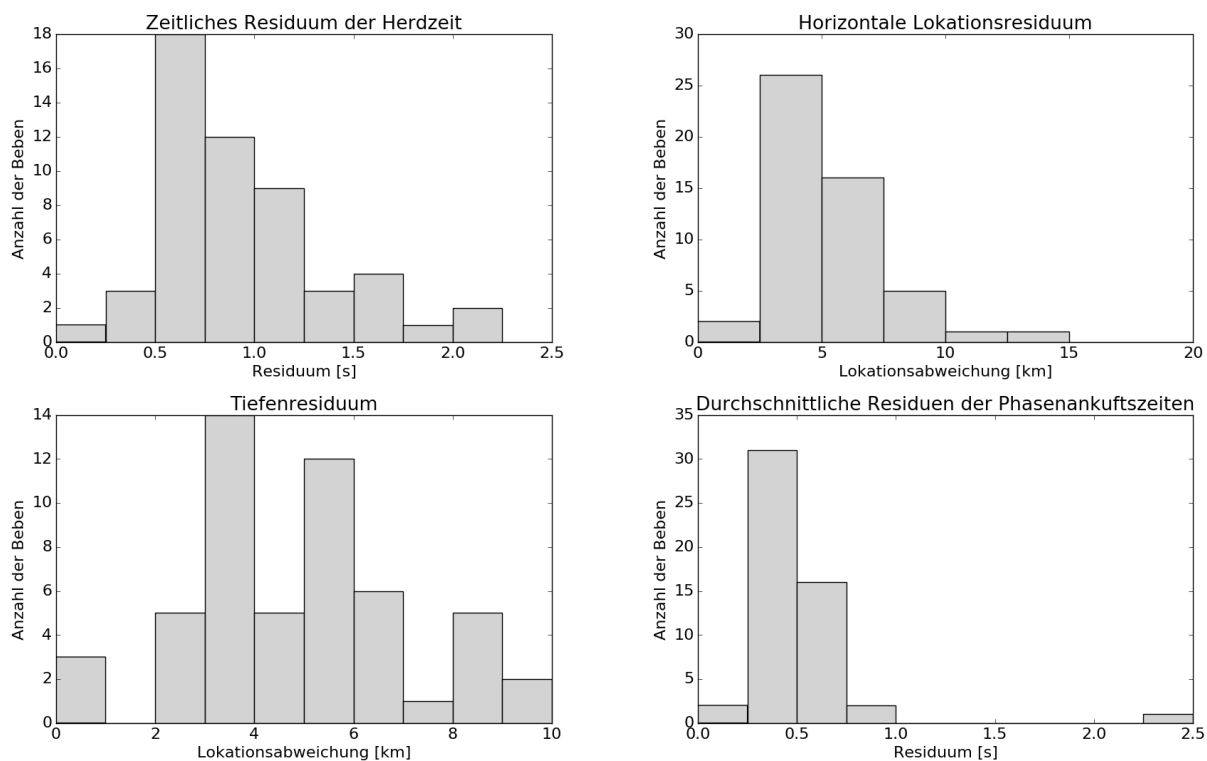 Zeitliches Residuum der Herdzeit
18
16
14
12
10
8
6
4
2
0
Anzahl der Beben
0.0 0.5 1.0 1.5 2.0 2.5
Residuum [s]
Horizontale Lokationsresiduum
30
25
20
15
10
5
0
Anzahl der Beben
0 5 10 15 20
Lokationsabweichung [km]
Tiefenresiduum
14
12
10
8
6
4
2
0
Anzahl der Beben
0 2 4 6 8 10
Lokationsabweichung [km]
Durchschnittliche Residuen der Phasenankuftszeiten
35
30
25
20
15
10
5
0
Anzahl der Beben
0.0 0.5 1.0 1.5 2.0 2.5
Residuum [s]